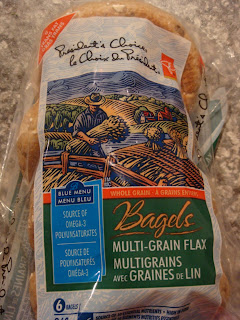 President's Choice
le Choix du Président
PC
BLUE MENU
MENU BLEU
WHOLE GRAIN · À GRAINS ENTIERS
SOURCE OF
OMEGA-3
POLYUNSATURATES
SOURCE DE
POLYINSATURÉS
OMÉGA-3
Bagels
MULTI-GRAIN FLAX
MULTIGRAINS
AVEC GRAINES DE LIN
6